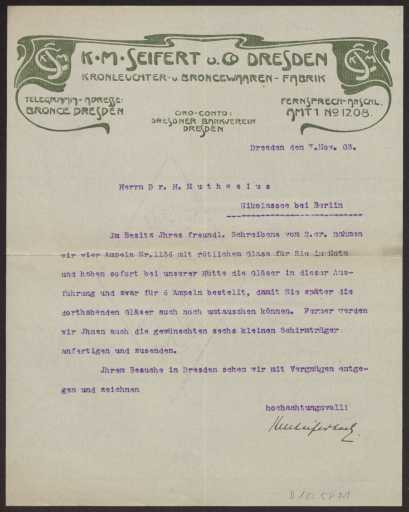 K·M·SEIFERT u. Co DRESDEN
KRONLEUCHTER- u BRONCEWAAREN-FABRIK
TELEGRAMM-ADRESSE:
BRONCE DRESDEN
GIRO-CONTO:
DRESDNER BANKVEREIN
DRESDEN
FERNSPRECH-ANSCHL.
AMT 1 No 1208.
Dresden den 7.Nov. 03.
Herrn Dr. H. Muthesius
Nikolassee bei Berlin
Im Besitz Ihres freundl. Schreibens vom 2.cr. nahmen
wir vier Ampeln Nr.1136 mit rötlichem Glase für Sie in Nota
und haben sofort bei unserer Hütte die Gläser in dieser Aus-
führung und zwar für 6 Ampeln bestellt, damit Sie später die
dorthabenden Gläser auch noch umtauschen können. Ferner werden
wir Ihnen auch die gewünschten sechs kleinen Schirmträger
anfertigen und zusenden.
Ihrem Besuche in Dresden sehen wir mit Vergnügen entge-
gen und zeichnen
hochachtungsvoll: